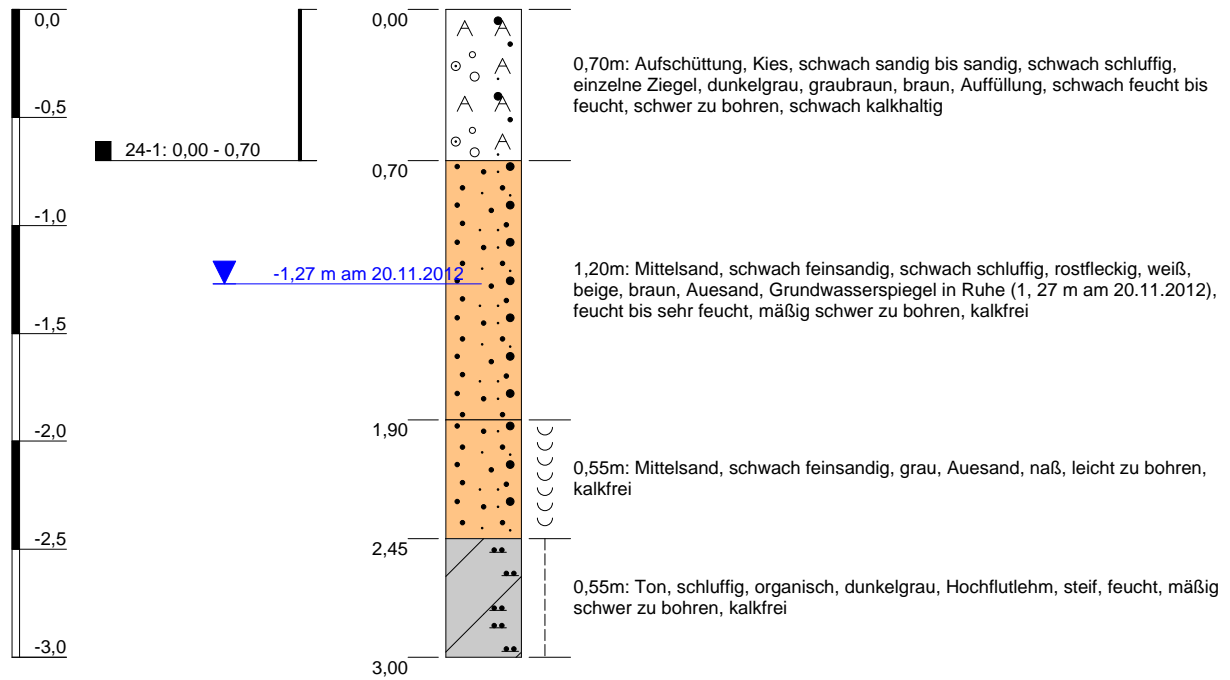 0,0
-0,5
-1,0
-1,5
-2,0
-2,5
-3,0
24-1: 0,00 - 0,70
-1,27 m am 20.11.2012
0,00
0,70
1,90
2,45
3,00
0,70m: Aufschüttung, Kies, schwach sandig bis sandig, schwach schluffig,
einzelne Ziegel, dunkelgrau, graubraun, braun, Auffüllung, schwach feucht bis
feucht, schwer zu bohren, schwach kalkhaltig
1,20m: Mittelsand, schwach feinsandig, schwach schluffig, rostfleckig, weiß,
beige, braun, Auesand, Grundwasserspiegel in Ruhe (1, 27 m am 20.11.2012),
feucht bis sehr feucht, mäßig schwer zu bohren, kalkfrei
0,55m: Mittelsand, schwach feinsandig, grau, Auesand, naß, leicht zu bohren,
kalkfrei
0,55m: Ton, schluffig, organisch, dunkelgrau, Hochflutlehm, steif, feucht, mäßig
schwer zu bohren, kalkfrei